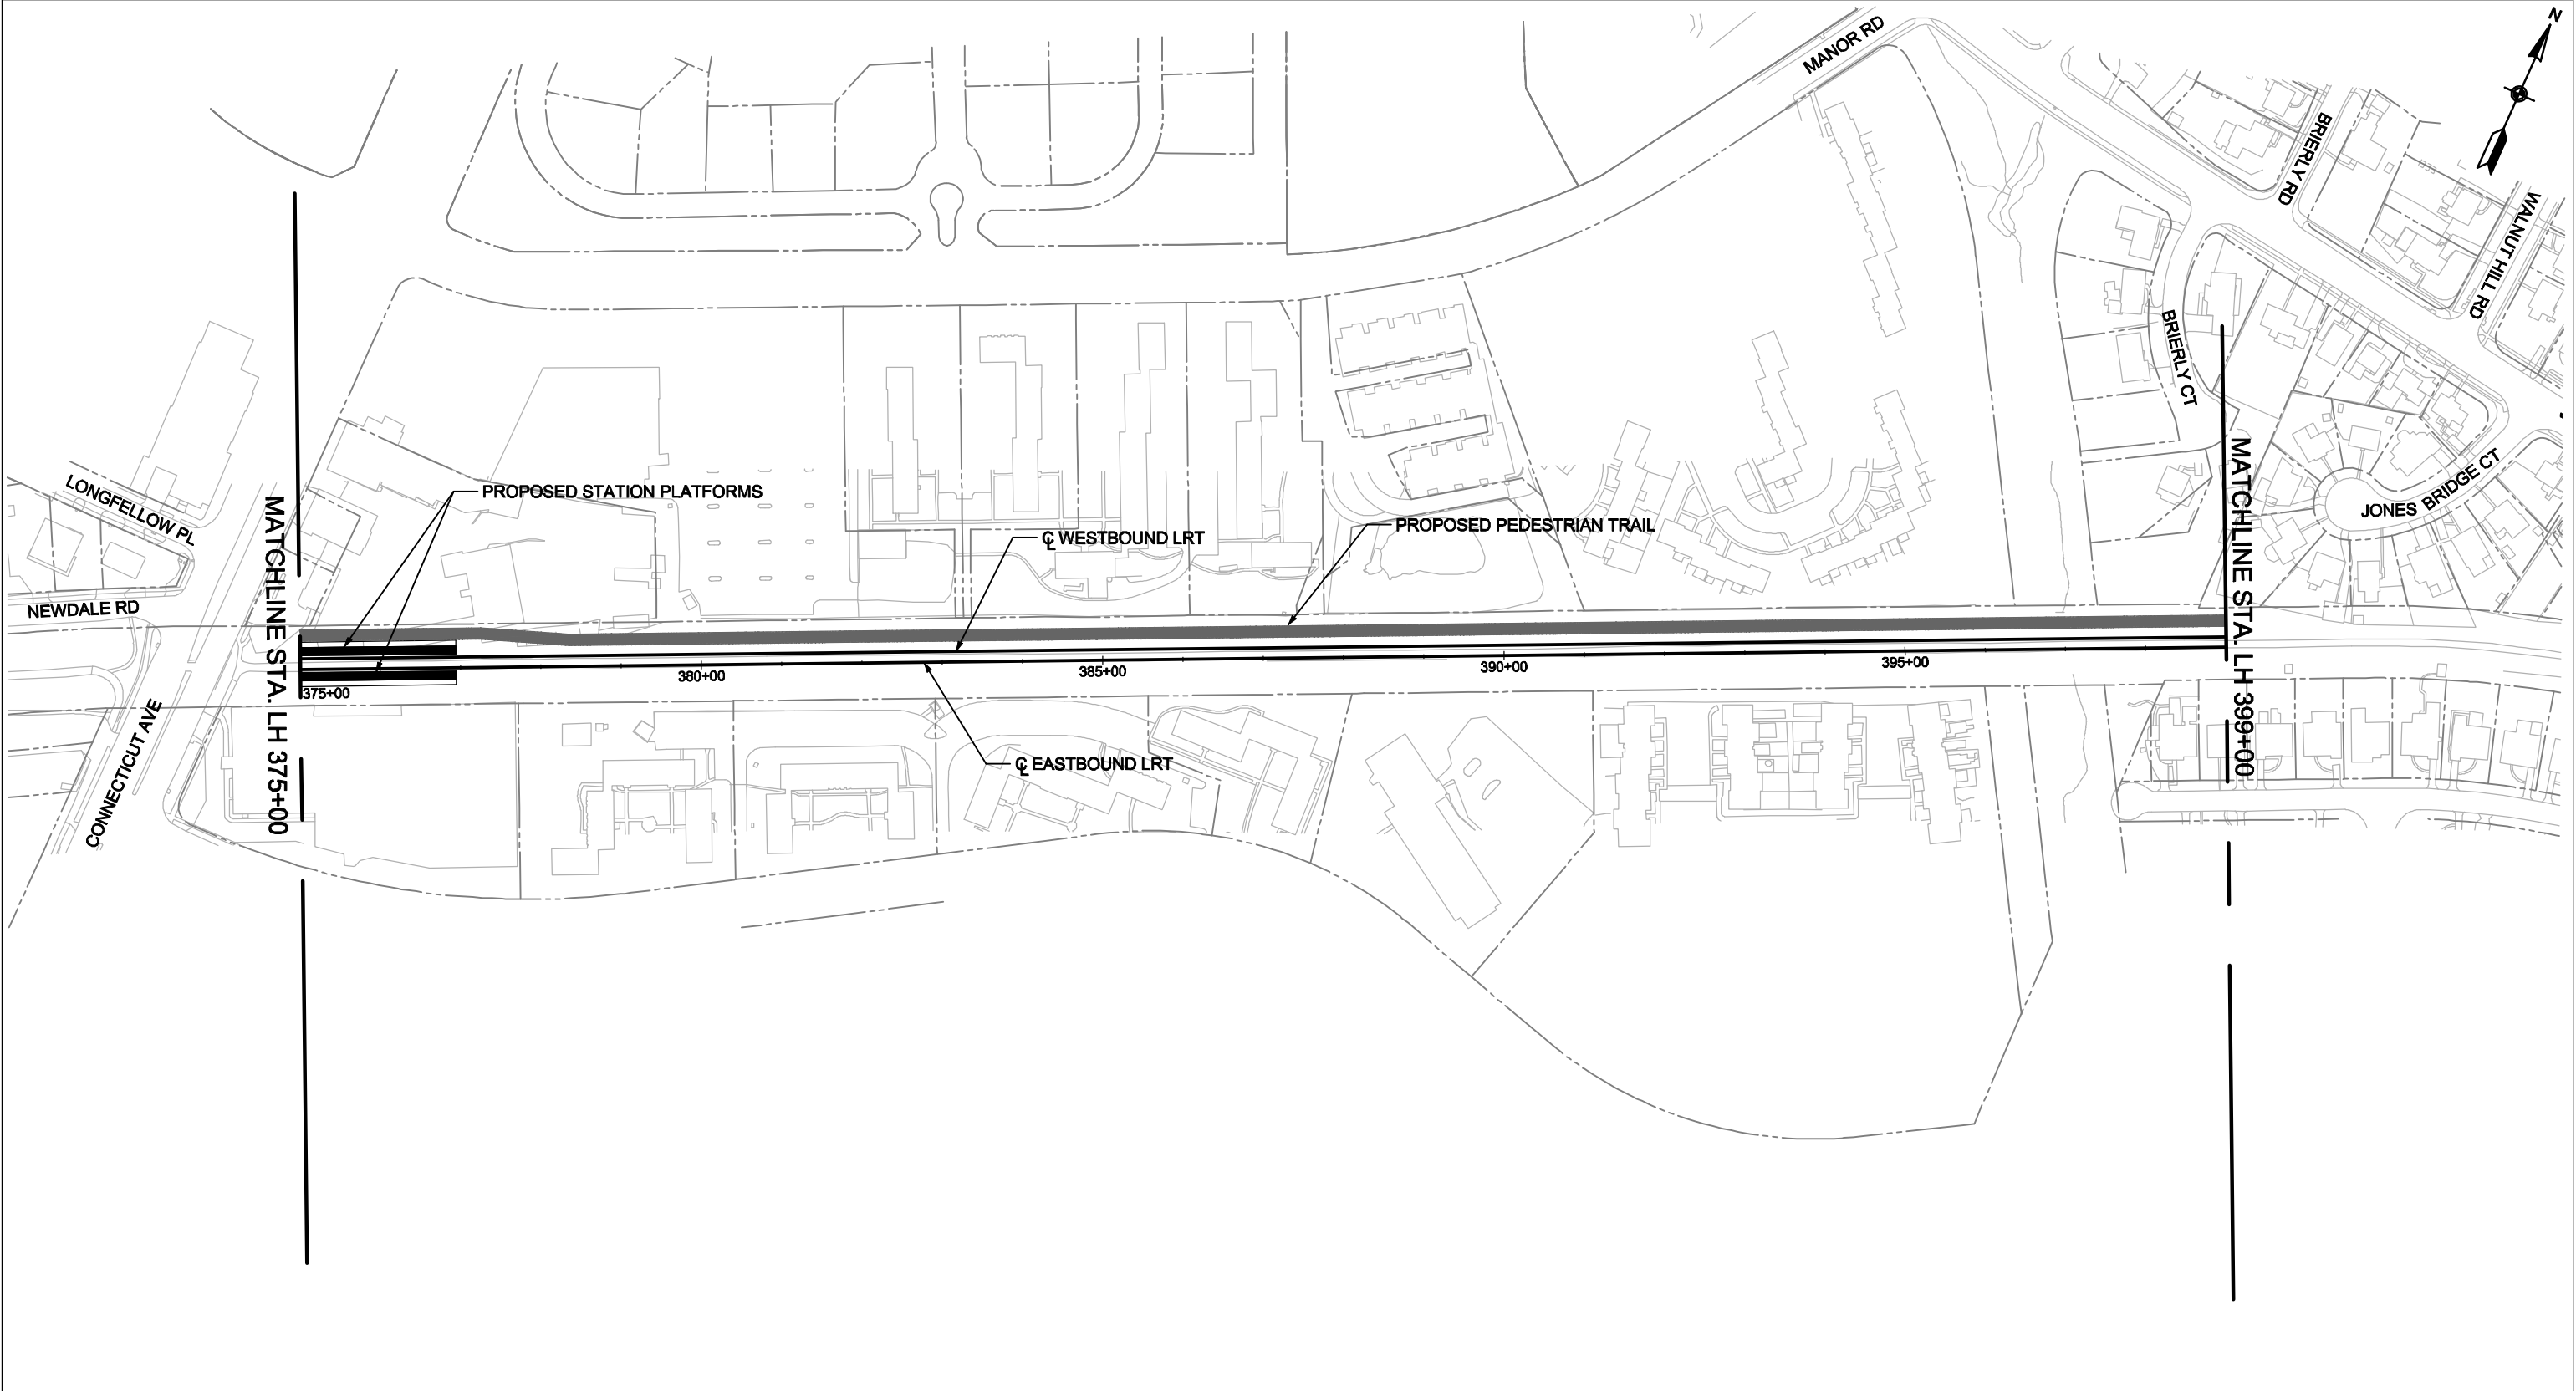 N
MANOR RD
BRIERLY RD
WALNUT HILL RD
BRIERLY CT
LONGFELLOW PL
PROPOSED STATION PLATFORMS
℄ WESTBOUND LRT
PROPOSED PEDESTRIAN TRAIL
JONES BRIDGE CT
NEWDALE RD
MATCHLINE STA. LH 375+00
MATCHLINE STA. LH 399+00
375+00
380+00
385+00
390+00
395+00
CONNECTICUT AVE
℄ EASTBOUND LRT